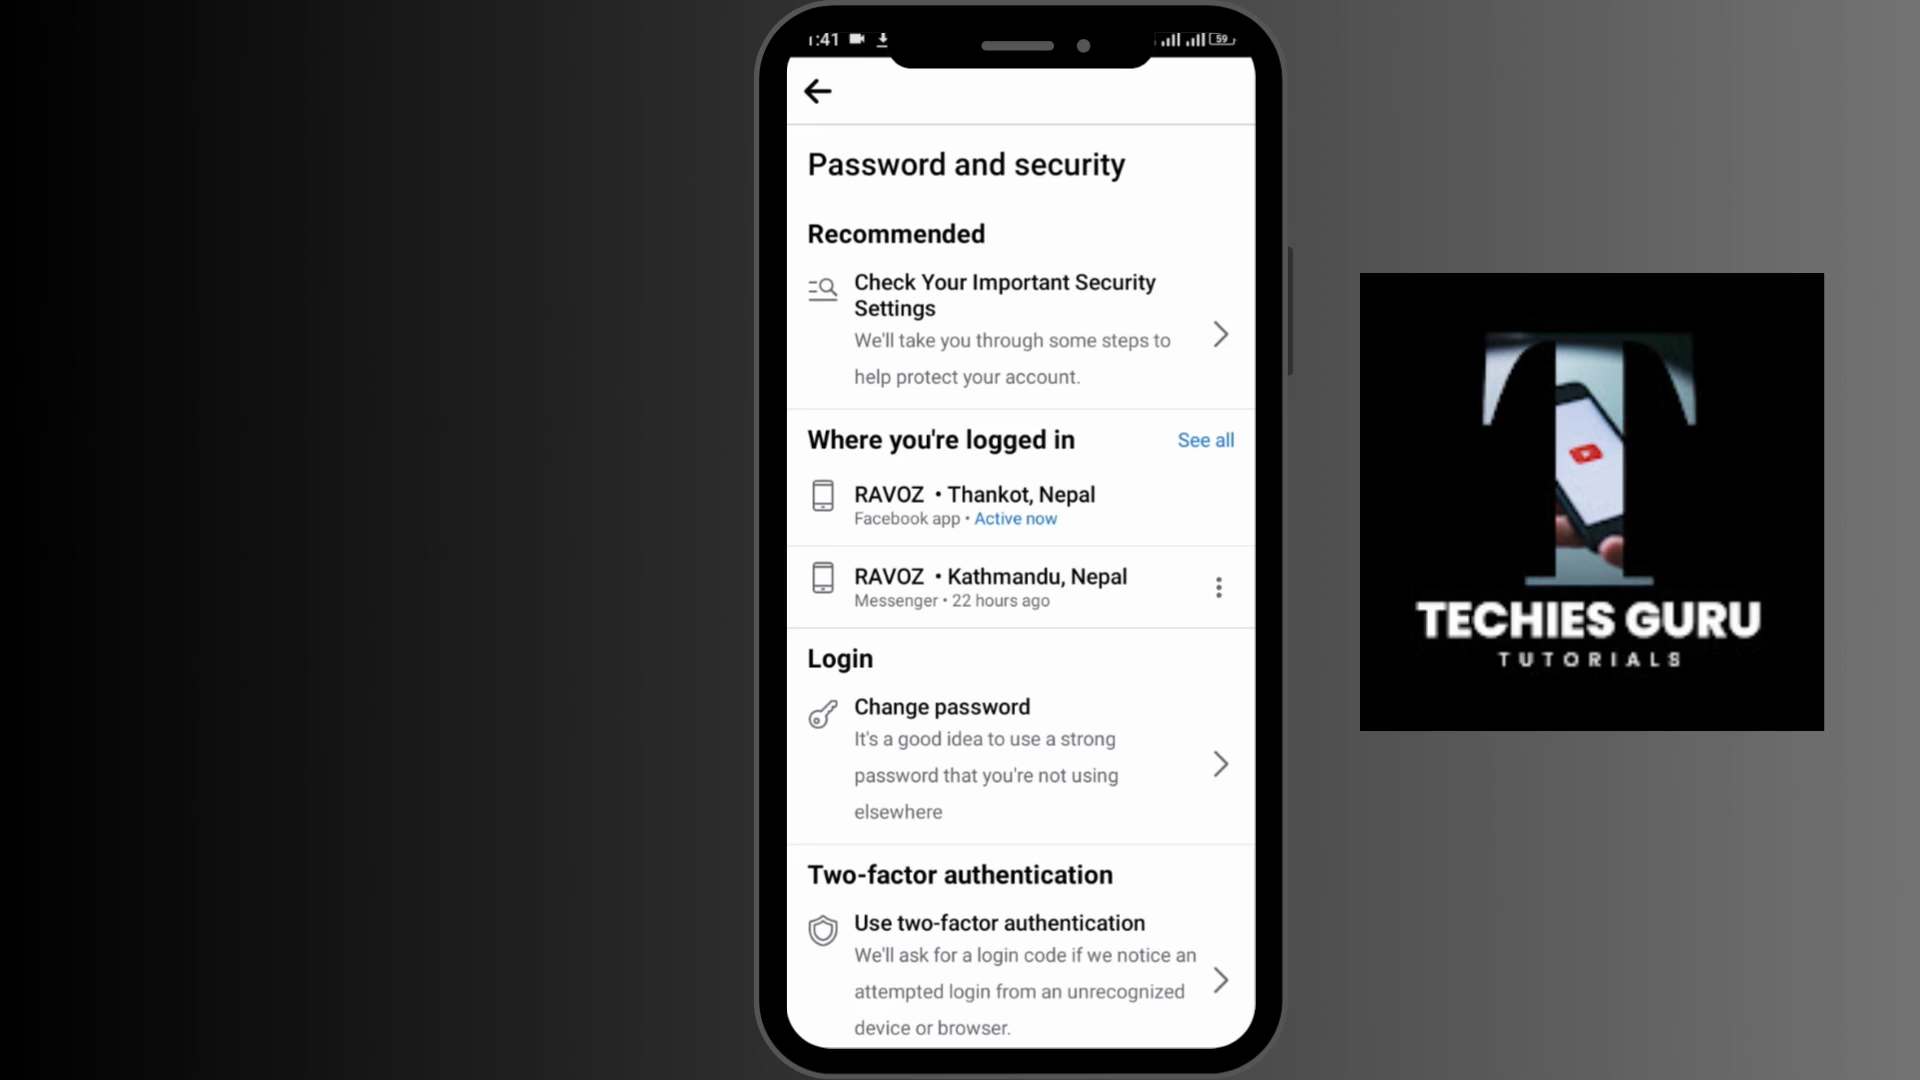 :41
59
Password and security
Recommended
Check Your Important Security
Settings
We'll take you through some steps to
help protect your account.
Where you're logged in
See all
RAVOZ • Thankot, Nepal
Facebook app • Active now
RAVOZ • Kathmandu, Nepal
Messenger • 22 hours ago
Login
Change password
It's a good idea to use a strong
password that you're not using
elsewhere
Two-factor authentication
Use two-factor authentication
We'll ask for a login code if we notice an
attempted login from an unrecognized
device or browser.
TECHIES GURU
TUTORIALS